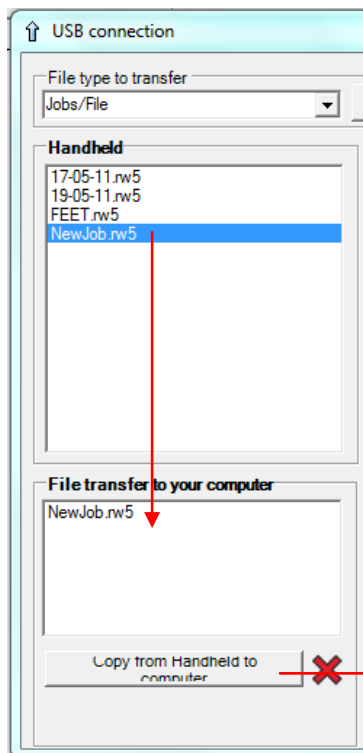 USB connection
File type to transfer
Jobs/File
Handheld
17-05-11.rw5
19-05-11.rw5
FEET.rw5
NewJob.rw5
File transfer to your computer
NewJob.rw5
Copy from Handheld to
computer